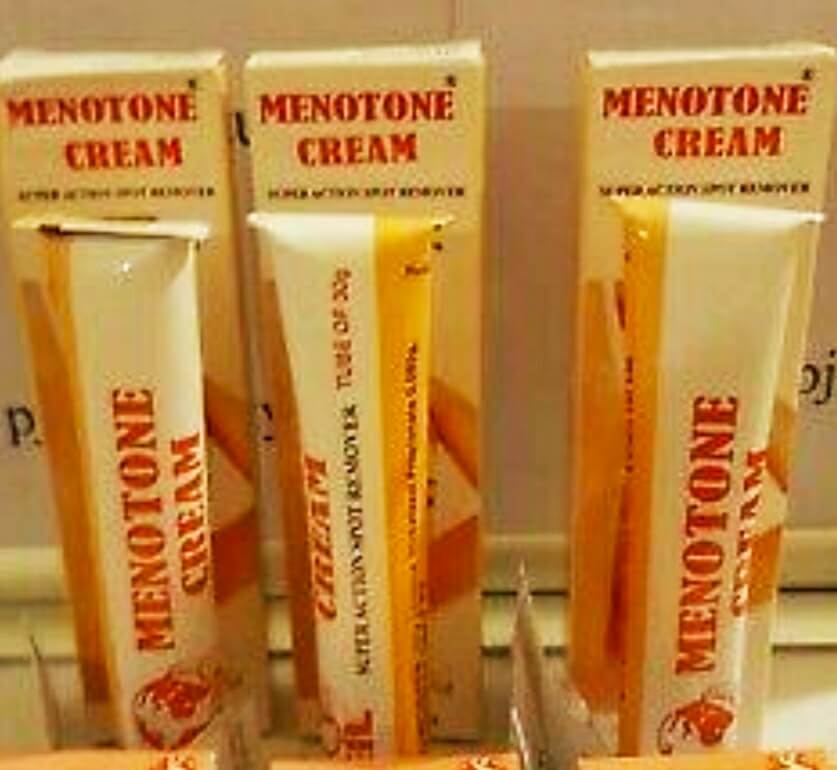 MENOTONE®
CREAM
SUPER ACTION SPOT REMOVER
MENOTONE®
CREAM
SUPER ACTION SPOT REMOVER
MENOTONE®
CREAM
SUPER ACTION SPOT REMOVER
MENOTONE
CREAM
CREAM
SUPER ACTION SPOT REMOVER TUBE OF 30g
MENOTONE
CREAM